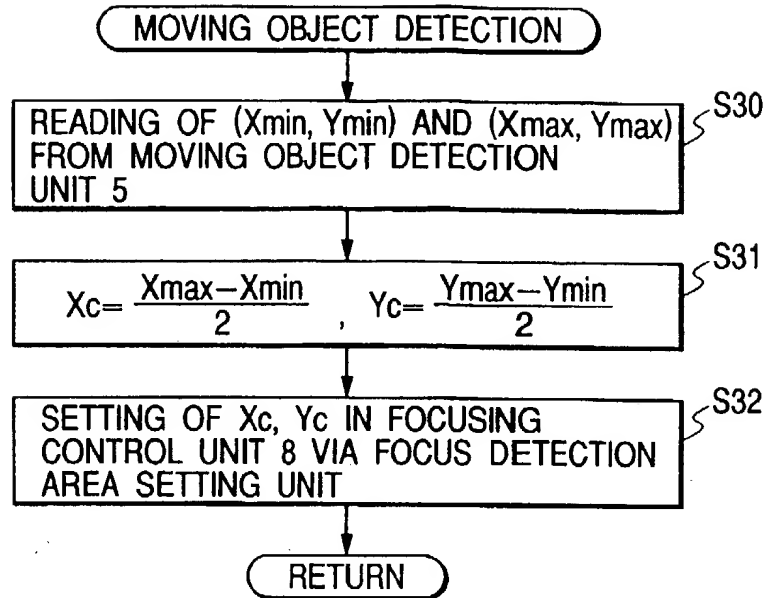 MOVING OBJECT DETECTION
S30
READING OF (Xmin, Ymin) AND (Xmax, Ymax)
FROM MOVING OBJECT DETECTION
UNIT 5
S31
Xc= Xmax−Xmin / 2 , Yc= Ymax−Ymin / 2
S32
SETTING OF Xc, Yc IN FOCUSING
CONTROL UNIT 8 VIA FOCUS DETECTION
AREA SETTING UNIT
RETURN